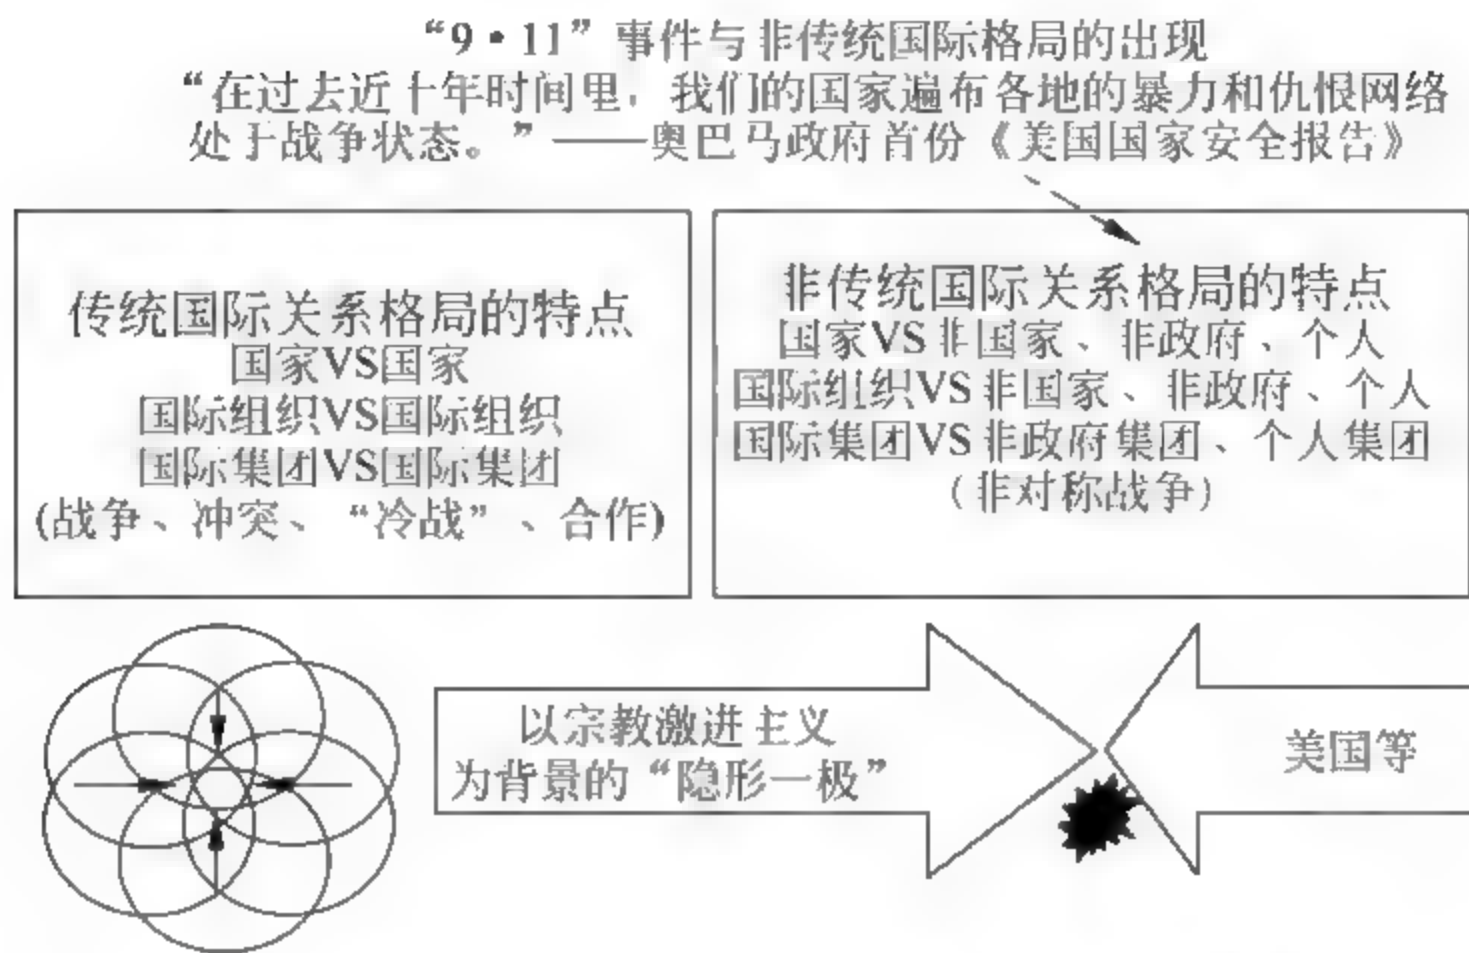 “9·11”事件与非传统国际格局的出现
“在过去近十年时间里，我们的国家遍布各地的暴力和仇恨网络
处于战争状态。”——奥巴马政府首份《美国国家安全报告》
传统国际关系格局的特点
国家VS国家
国际组织VS国际组织
国际集团VS国际集团
(战争、冲突、“冷战”、合作)
非传统国际关系格局的特点
国家VS非国家、非政府、个人
国际组织VS非国家、非政府、个人
国际集团VS非政府集团、个人集团
(非对称战争)
以宗教激进主义
为背景的“隐形一极”
美国等